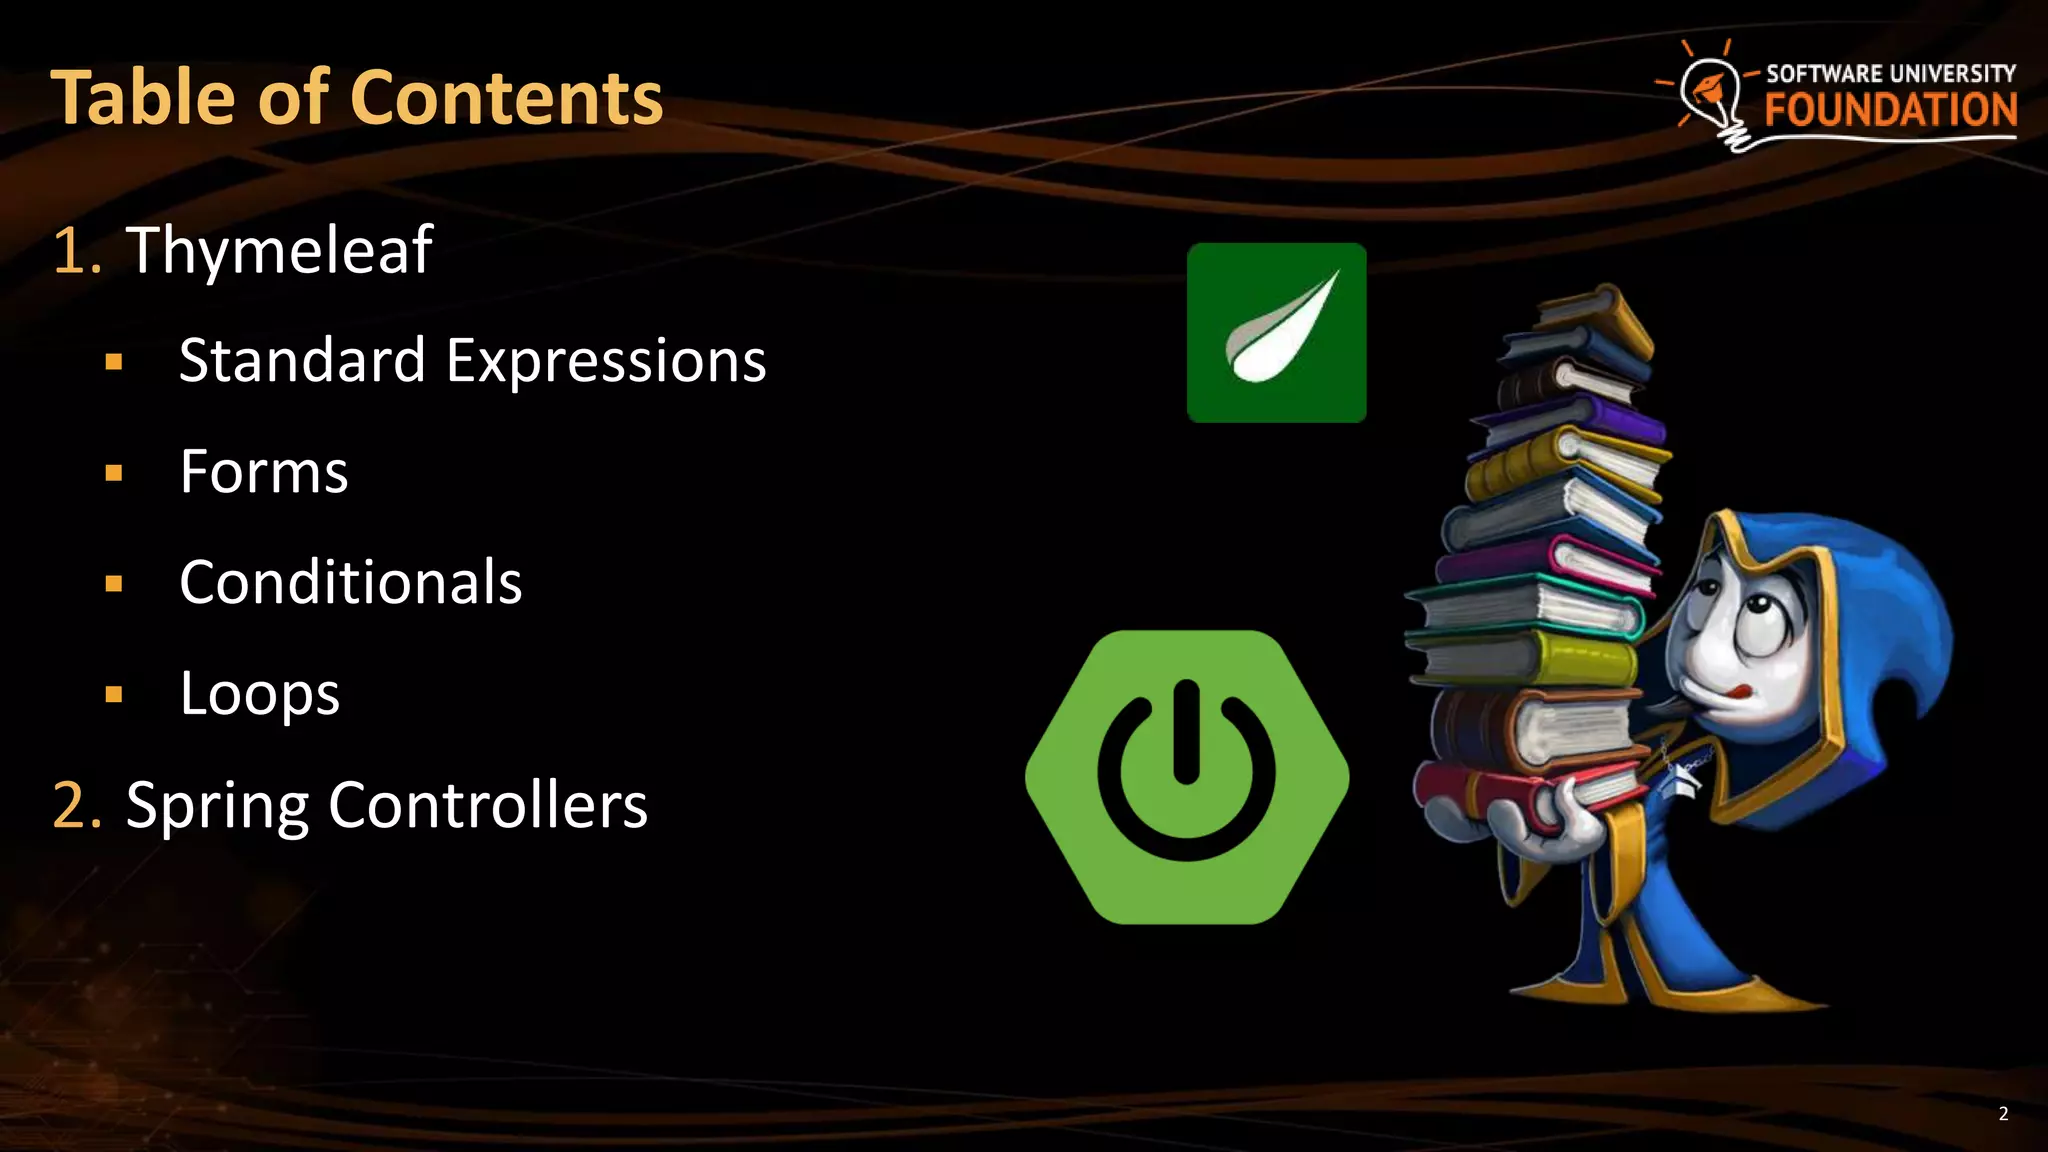 Table of Contents
SOFTWARE UNIVERSITY
FOUNDATION
1. Thymeleaf
▪ Standard Expressions
▪ Forms
▪ Conditionals
▪ Loops
2. Spring Controllers
2